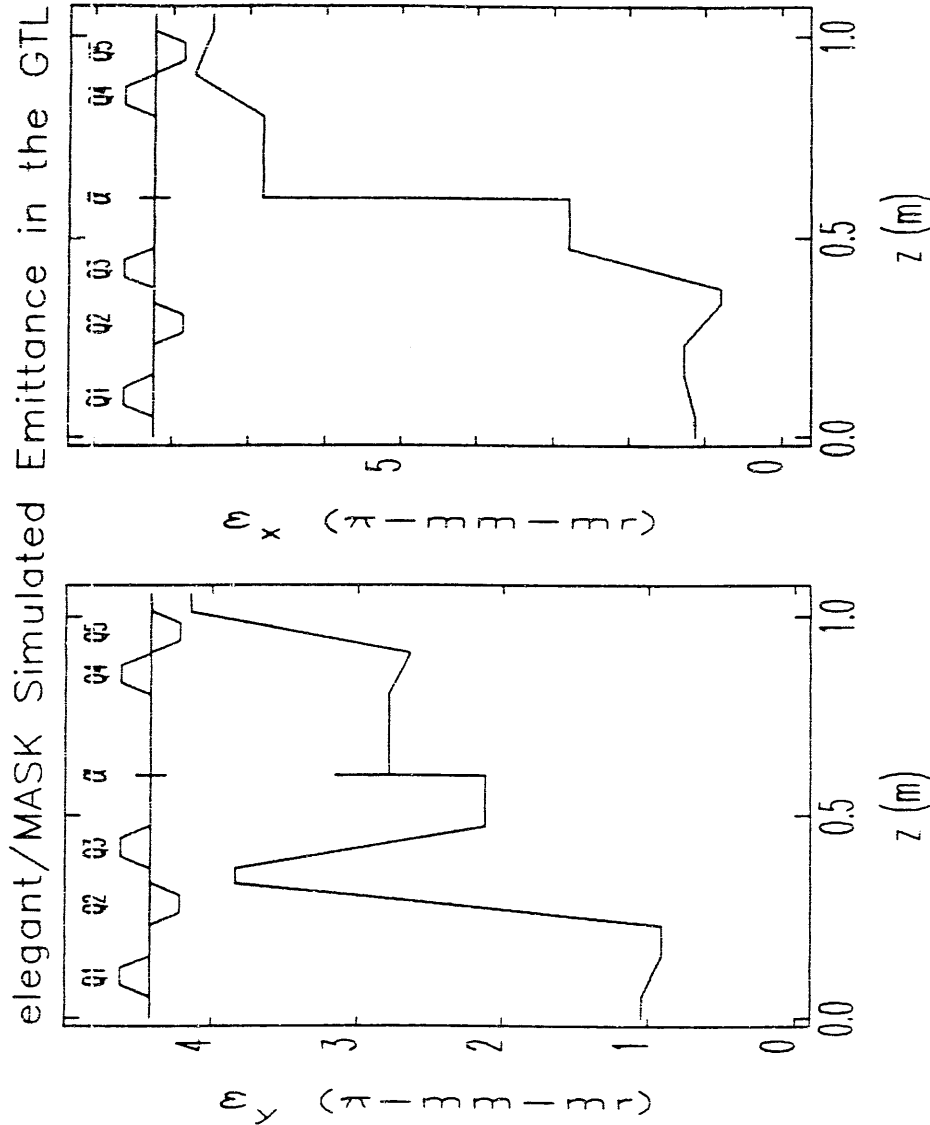 elegant/MASK Simulated Emittance in the GTL
Q1 Q2 Q3 α Q4 Q5
5
0
εx (π-mm-mr)
0.0 0.5 1.0
z (m)
Q1 Q2 Q3 α Q4 Q5
4
3
2
1
0
εy (π-mm-mr)
0.0 0.5 1.0
z (m)